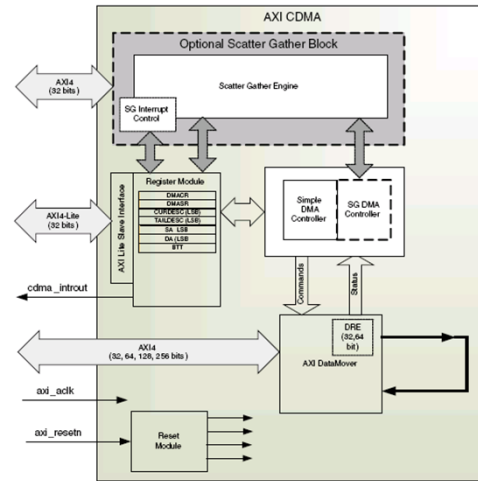 AXI CDMA
Optional Scatter Gather Block
AXI4
(32 bits)
Scatter Gather Engine
SG Interrupt
Control
AXI Lite Slave Interface
Register Module
DMACR
DMASR
CURDESC (LSB)
TAILDESC (LSB)
SA LSB
DA (LSB
BTT
AXI4-Lite
(32 bits)
Simple
DMA
Controller
SG DMA
Controller
cdma_introut
Commands
Status
AXI4
(32, 64, 128, 256 bits)
DRE
(32,64
bit)
AXI DataMover
axi_aclk
axi_resetn
Reset
Module